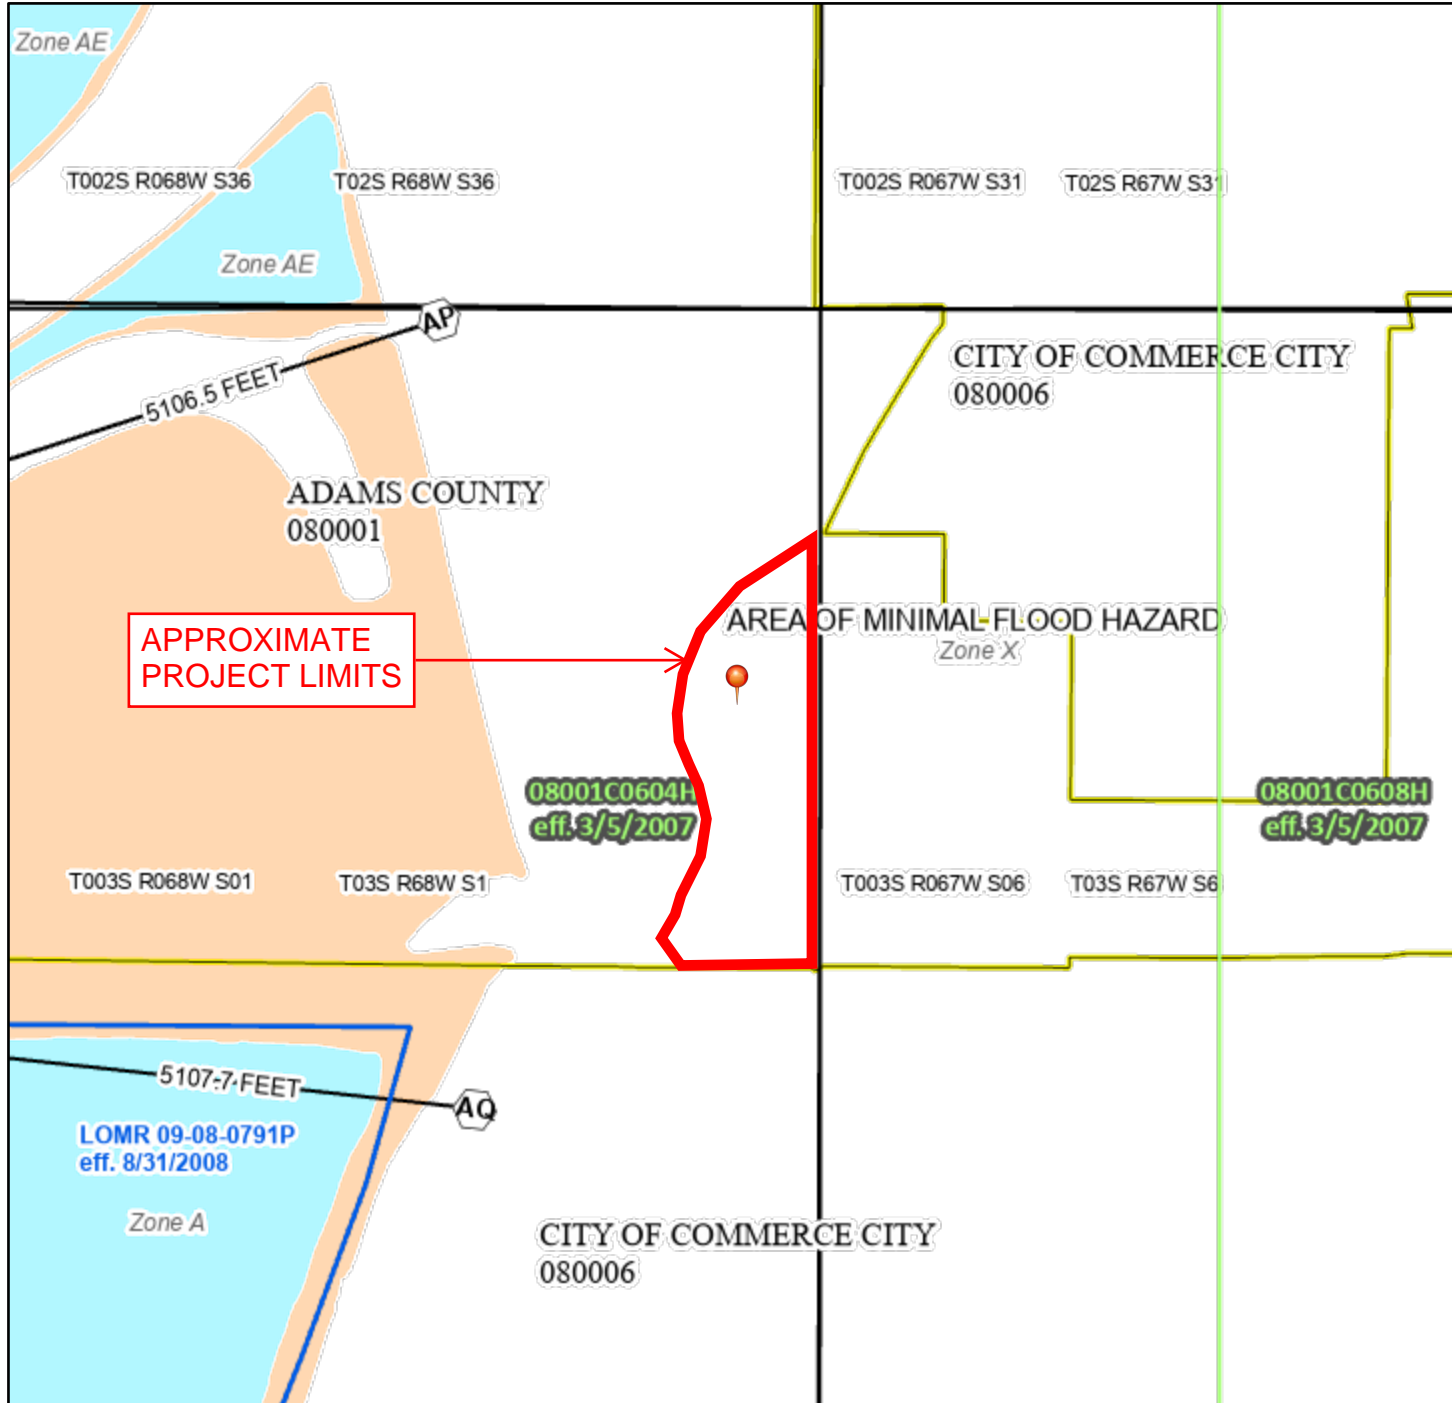 Zone AE
T002S R068W S36
T02S R68W S36
T002S R067W S31
T02S R67W S31
Zone AE
AP
5106.5 FEET
CITY OF COMMERCE CITY
080006
ADAMS COUNTY
080001
APPROXIMATE
PROJECT LIMITS
AREA OF MINIMAL FLOOD HAZARD
Zone X
08001C0604H
eff. 3/5/2007
08001C0608H
eff. 3/5/2007
T003S R068W S01
T03S R68W S1
T003S R067W S06
T03S R67W S6
5107.7 FEET
AQ
LOMR 09-08-0791P
eff. 8/31/2008
Zone A
CITY OF COMMERCE CITY
080006